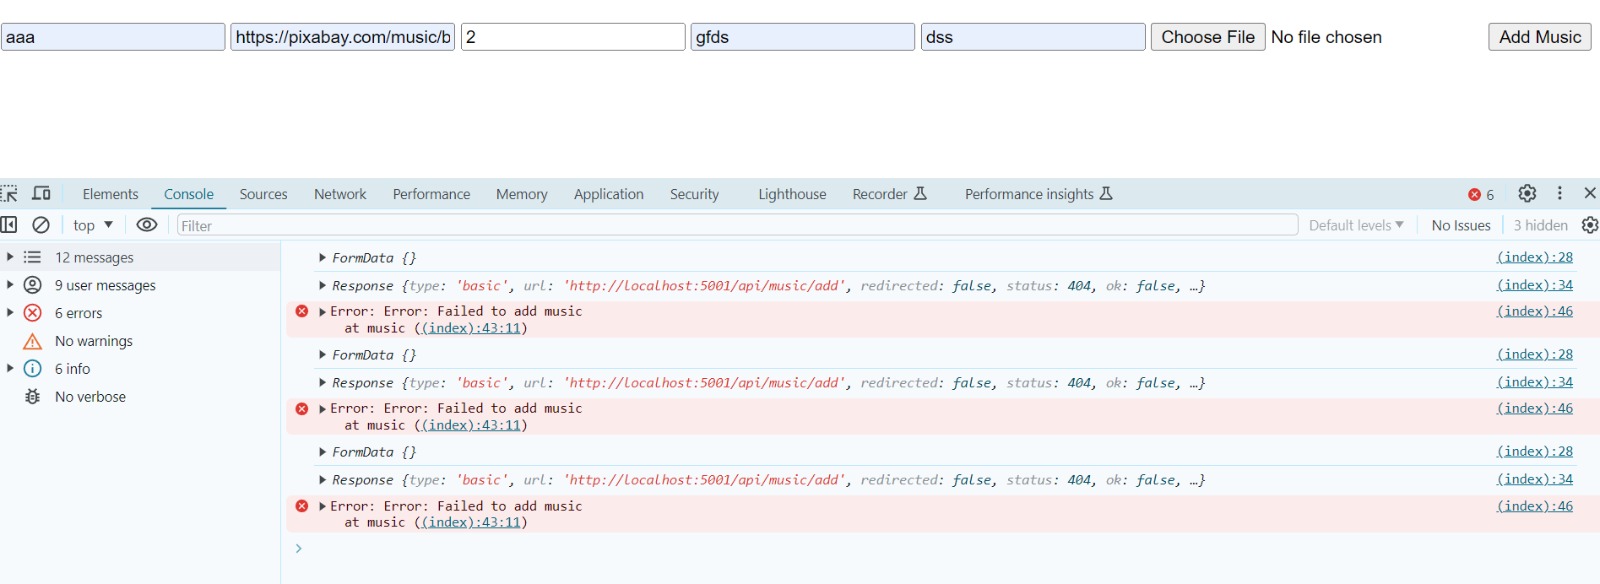 aaa https://pixabay.com/music/b 2 gfds dss Choose File No file chosen Add Music
Elements Console Sources Network Performance Memory Application Security Lighthouse Recorder Performance insights 6
top Filter Default levels No Issues 3 hidden
12 messages
9 user messages
6 errors
No warnings
6 info
No verbose
FormData {} (index):28
Response {type: 'basic', url: 'http://localhost:5001/api/music/add', redirected: false, status: 404, ok: false, …} (index):34
Error: Error: Failed to add music (index):46
at music ((index):43:11)
FormData {} (index):28
Response {type: 'basic', url: 'http://localhost:5001/api/music/add', redirected: false, status: 404, ok: false, …} (index):34
Error: Error: Failed to add music (index):46
at music ((index):43:11)
FormData {} (index):28
Response {type: 'basic', url: 'http://localhost:5001/api/music/add', redirected: false, status: 404, ok: false, …} (index):34
Error: Error: Failed to add music (index):46
at music ((index):43:11)